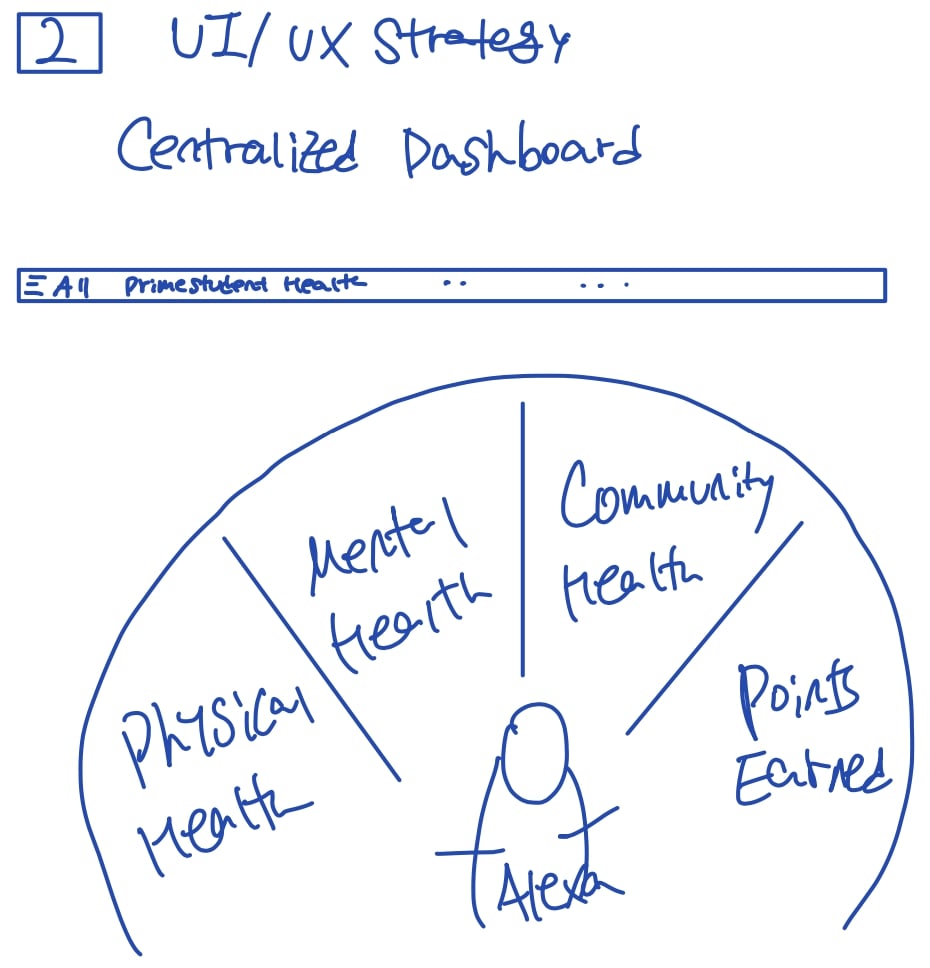 2 UI/UX Strategy
Centralized Dashboard
All Primestudent Health .. ...
Mental
Health
Community
Health
Physical
Health
Points
Earned
Alexa